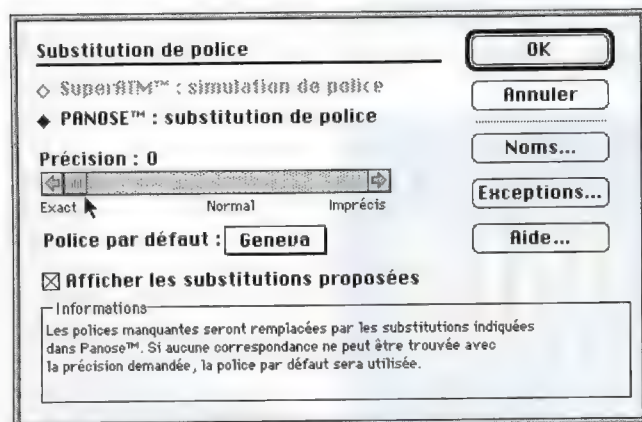 Substitution de police
OK
SuperATM™ : simulation de police
Annuler
PANOSE™ : substitution de police
Noms...
Précision : 0
Exceptions...
Exact Normal Imprécis
Police par défaut : Geneva
Aide...
Afficher les substitutions proposées
Informations
Les polices manquantes seront remplacées par les substitutions indiquées
dans Panose™. Si aucune correspondance ne peut être trouvée avec
la précision demandée, la police par défaut sera utilisée.